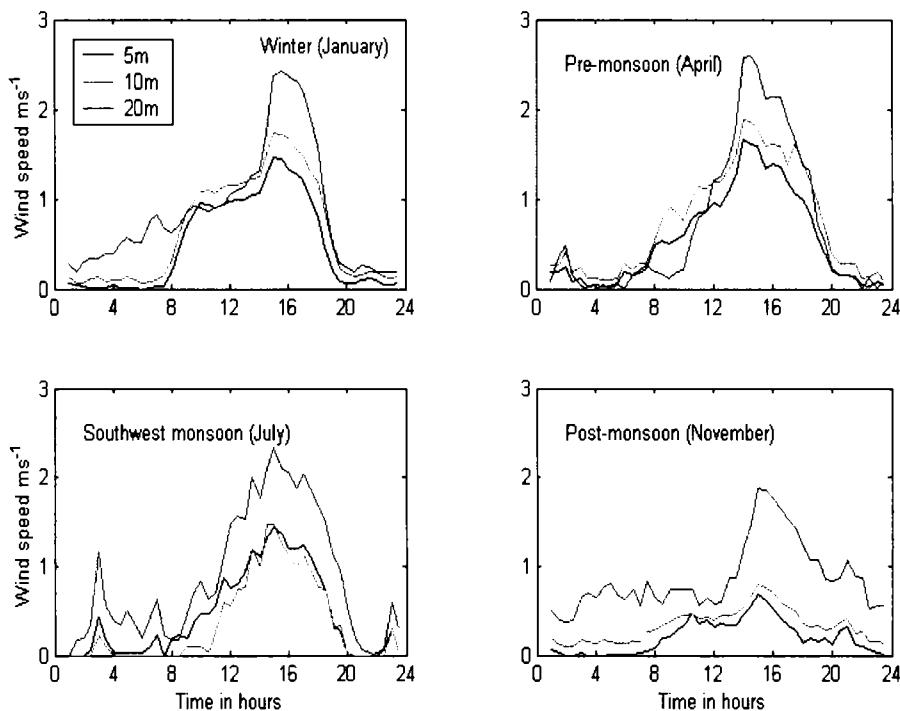 3
2
1
0
Wind speed ms-1
Winter (January)
5m
10m
20m
0 4 8 12 16 20 24
3
2
1
0
Pre-monsoon (April)
0 4 8 12 16 20 24
3
2
1
0
Wind speed ms-1
Southwest monsoon (July)
0 4 8 12 16 20 24
Time in hours
3
2
1
0
Post-monsoon (November)
0 4 8 12 16 20 24
Time in hours